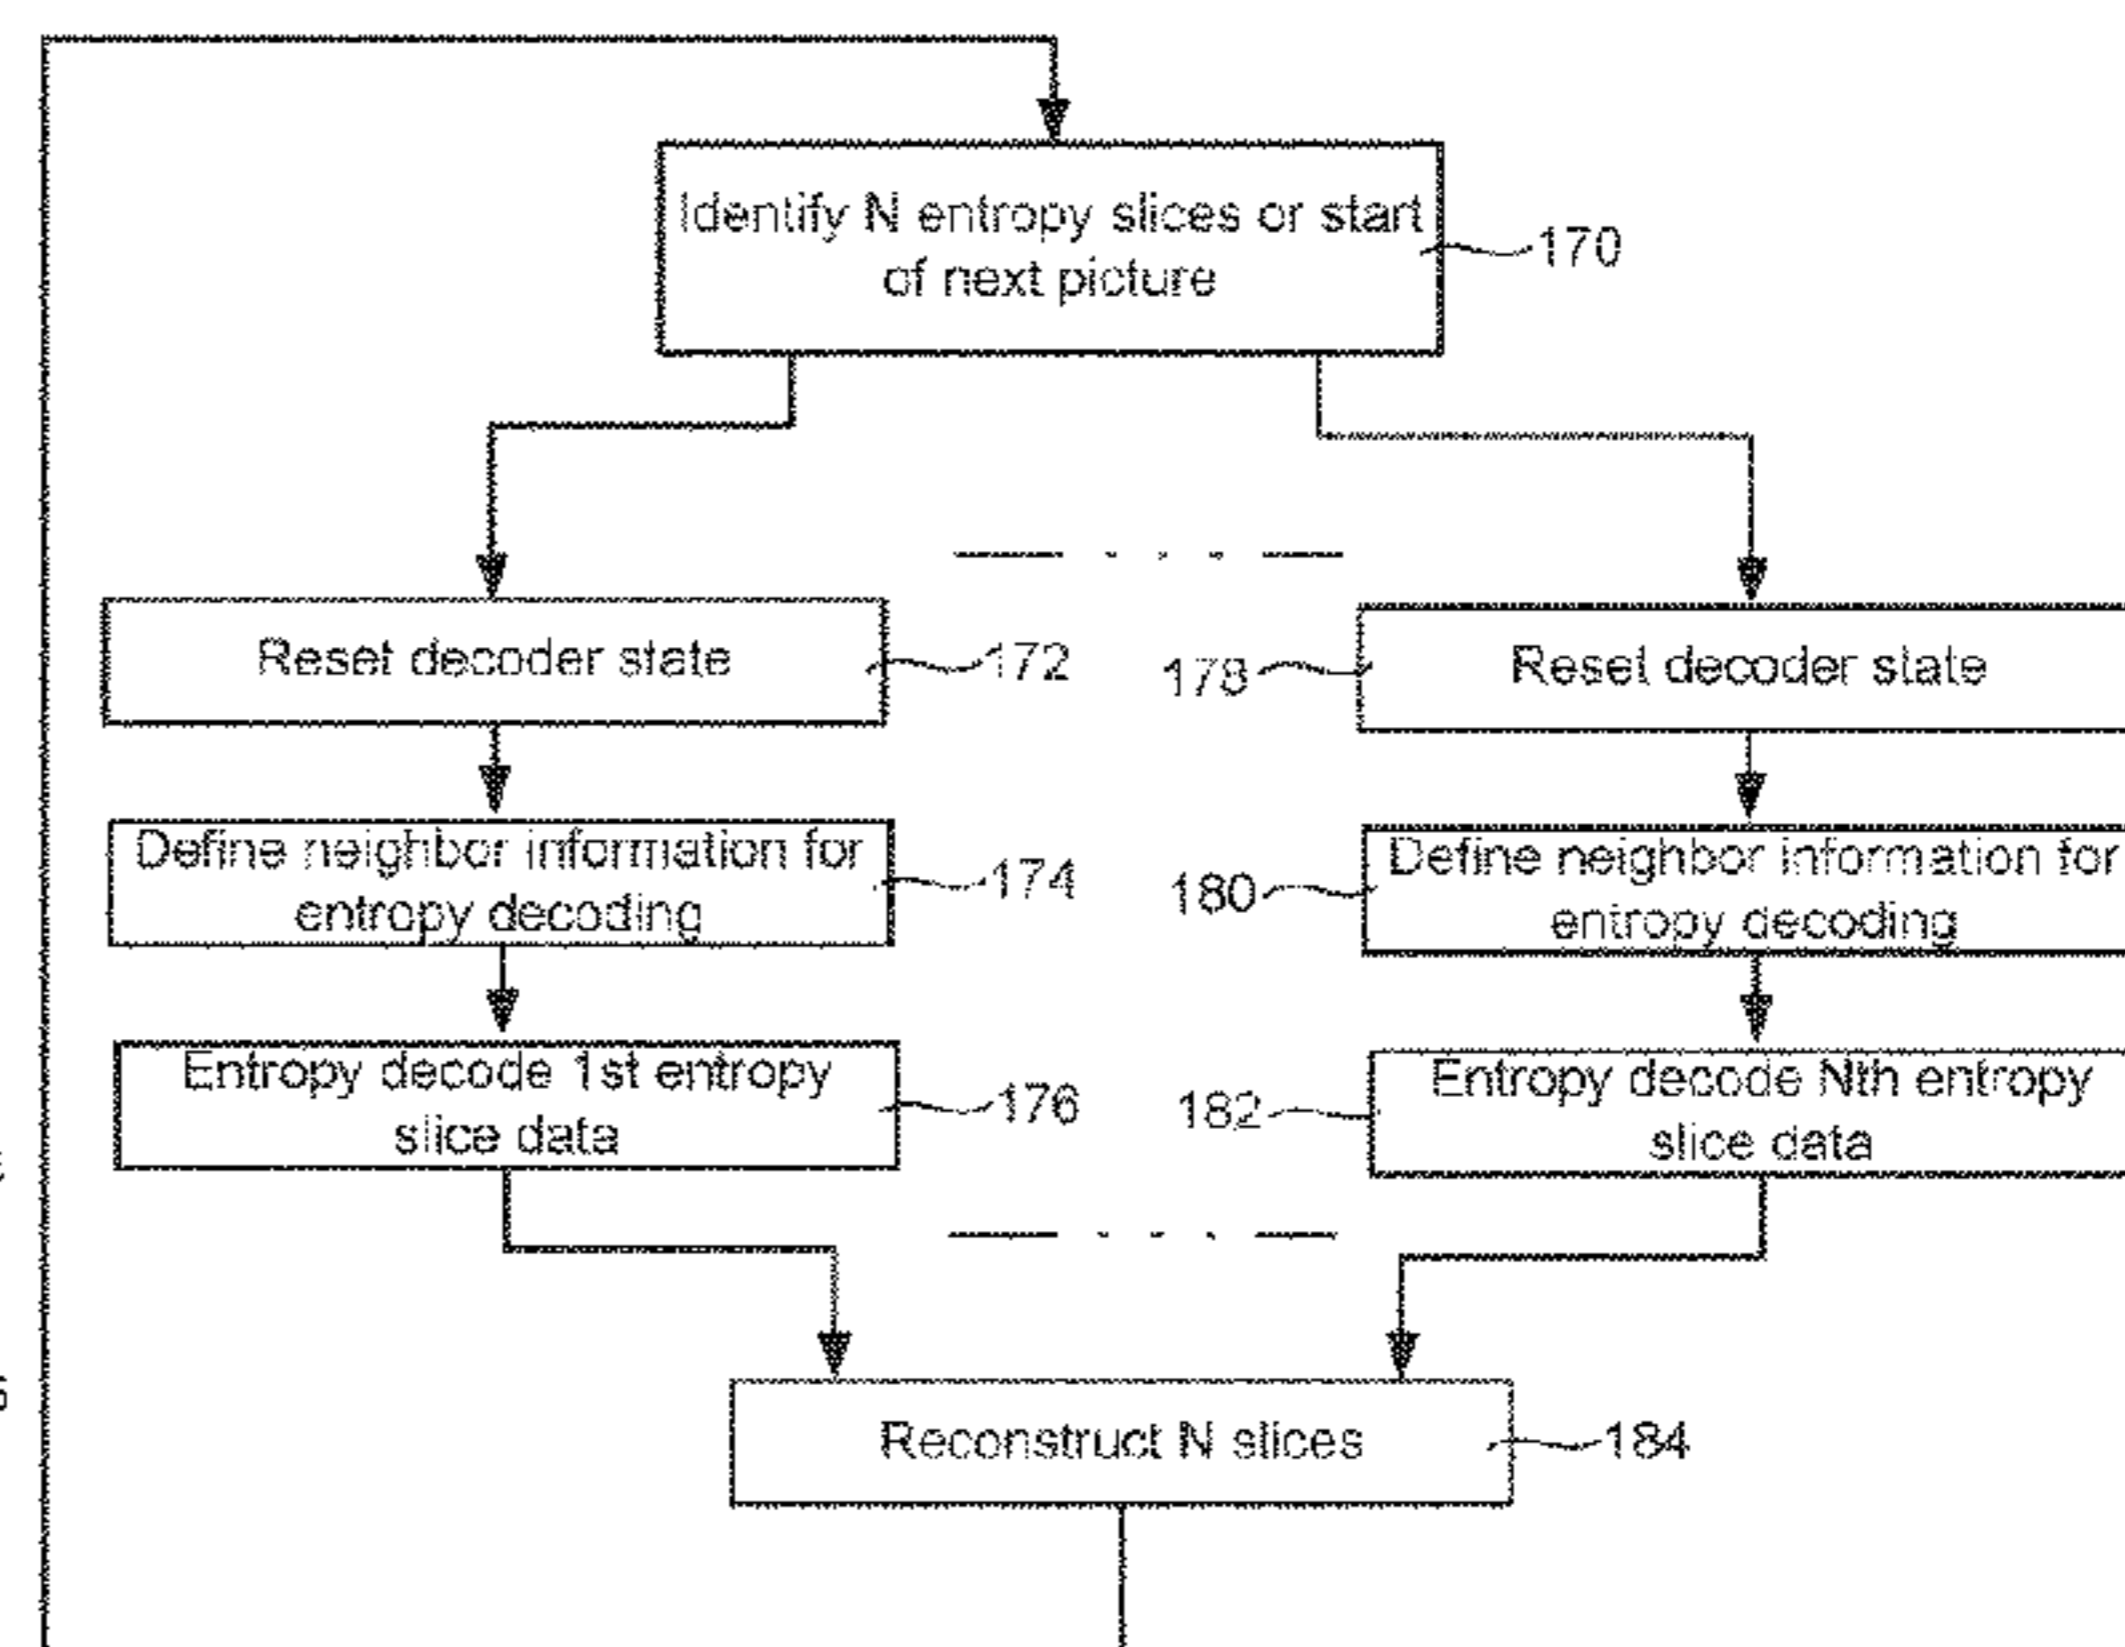 Identify N entropy slices or start
of next picture
170
Reset decoder state
172
178
Reset decoder state
Define neighbor information for
entropy decoding
174
180
Define neighbor information for
entropy decoding
Entropy decode 1st entropy
slice data
176
182
Entropy decode Nth entropy
slice data
Reconstruct N slices
184